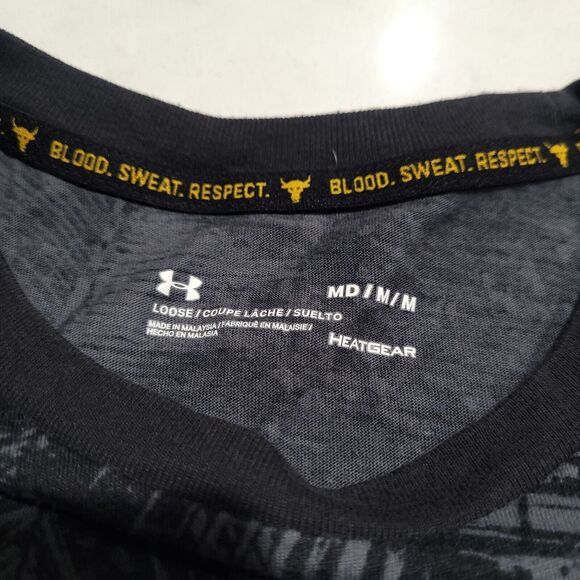 BLOOD. SWEAT. RESPECT. BLOOD. SWEAT. RESPECT.
MD/M/M
LOOSE/COUPE LÂCHE/SUELTO
MADE IN MALAYSIA/FABRIQUÉ EN MALAISIE/
HECHO EN MALASIA
HEATGEAR